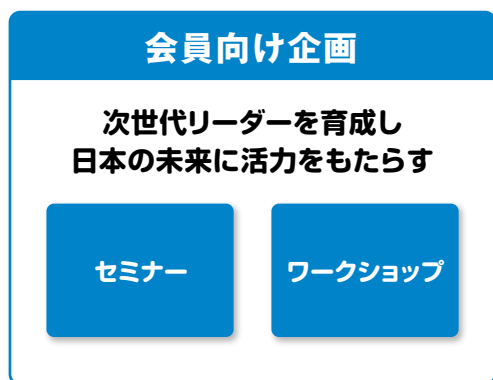 会員向け企画
次世代リーダーを育成し
日本の未来に活力をもたらす
セミナー
ワークショップ